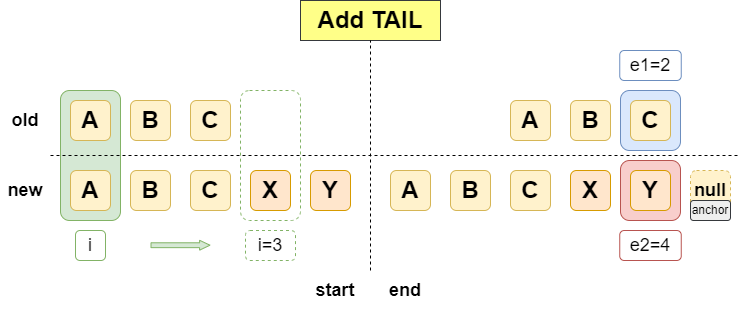 Add TAIL
e1=2
old A B C A B C
new A B C X Y A B C X Y null
anchor
i i=3 e2=4
start end